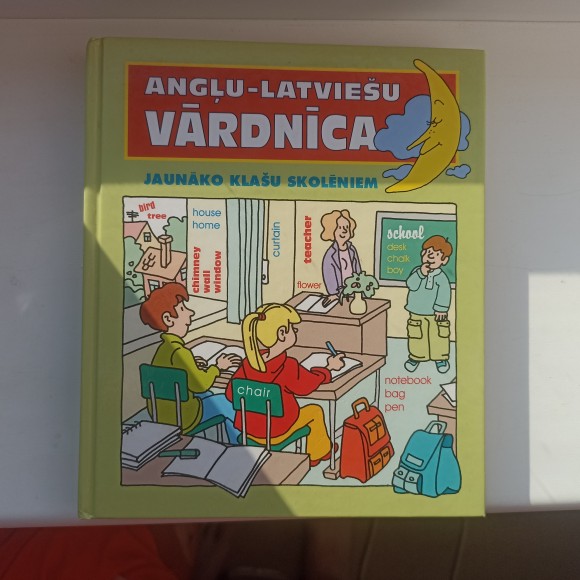 ANGĻU-LATVIEŠU
VĀRDNĪCA
JAUNĀKO KLAŠU SKOLĒNIEM
bird
tree
house
home
chimney
wall
window
curtain
teacher
flower
school
desk
chalk
boy
chair
notebook
bag
pen